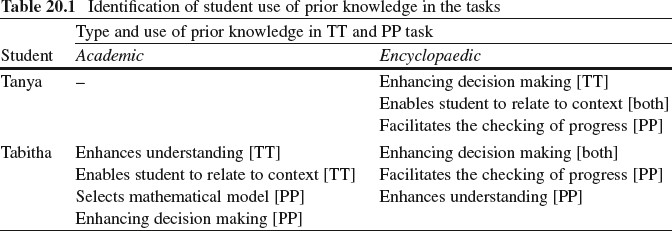 Table 20.1 Identification of student use of prior knowledge in the tasks
Type and use of prior knowledge in TT and PP task
Student Academic Encyclopaedic
Tanya – Enhancing decision making [TT]
Enables student to relate to context [both]
Facilitates the checking of progress [PP]
Tabitha Enhances understanding [TT] Enhancing decision making [both]
Enables student to relate to context [TT] Facilitates the checking of progress [PP]
Selects mathematical model [PP] Enhances understanding [PP]
Enhancing decision making [PP]